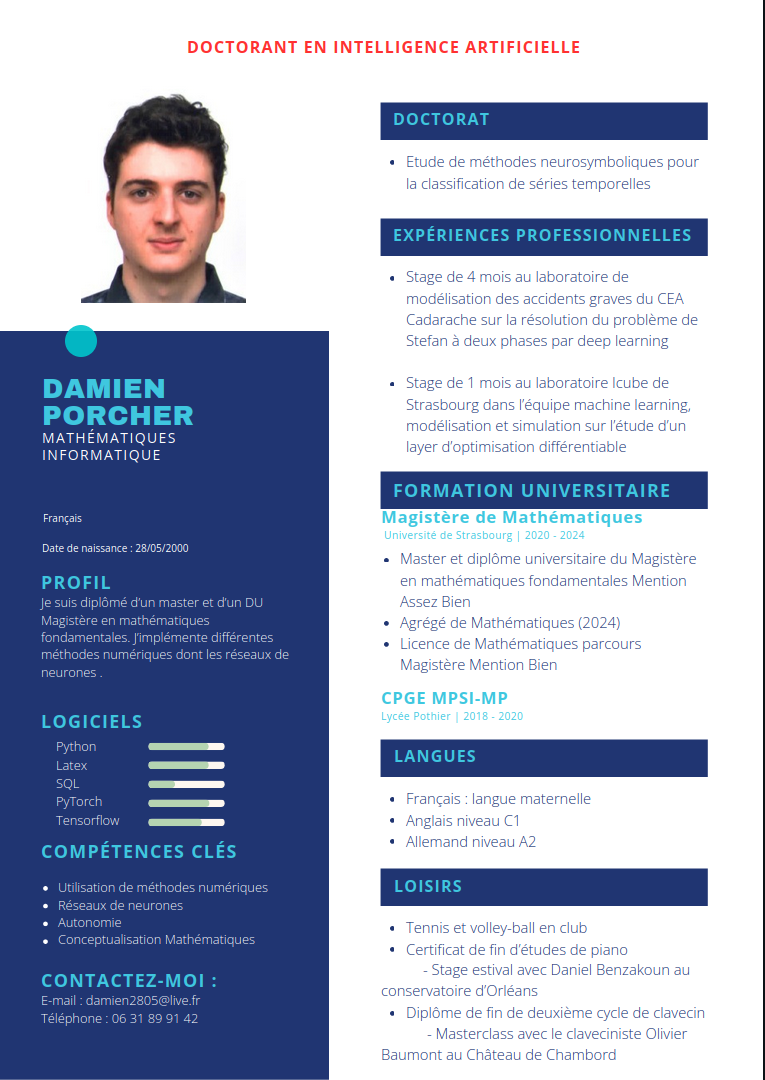 DOCTORANT EN INTELLIGENCE ARTIFICIELLE
DAMIEN
PORCHER
MATHÉMATIQUES
INFORMATIQUE
Français
Date de naissance : 28/05/2000
PROFIL
Je suis diplômé d'un master et d'un DU
Magistère en mathématiques
fondamentales. J'implémente différentes
méthodes numériques dont les réseaux de
neurones .
LOGICIELS
Python
Latex
SQL
PyTorch
Tensorflow
COMPÉTENCES CLÉS
• Utilisation de méthodes numériques
• Réseaux de neurones
• Autonomie
• Conceptualisation Mathématiques
CONTACTEZ-MOI :
E-mail : damien2805@live.fr
Téléphone : 06 31 89 91 42
DOCTORAT
• Etude de méthodes neurosymboliques pour
la classification de séries temporelles
EXPÉRIENCES PROFESSIONNELLES
• Stage de 4 mois au laboratoire de
modélisation des accidents graves du CEA
Cadarache sur la résolution du problème de
Stefan à deux phases par deep learning
• Stage de 1 mois au laboratoire Icube de
Strasbourg dans l'équipe machine learning,
modélisation et simulation sur l'étude d'un
layer d'optimisation différentiable
FORMATION UNIVERSITAIRE
Magistère de Mathématiques
Université de Strasbourg | 2020 - 2024
• Master et diplôme universitaire du Magistère
en mathématiques fondamentales Mention
Assez Bien
• Agrégé de Mathématiques (2024)
• Licence de Mathématiques parcours
Magistère Mention Bien
CPGE MPSI-MP
Lycée Pothier | 2018 - 2020
LANGUES
• Français : langue maternelle
• Anglais niveau C1
• Allemand niveau A2
LOISIRS
• Tennis et volley-ball en club
• Certificat de fin d'études de piano
- Stage estival avec Daniel Benzakoun au
conservatoire d'Orléans
• Diplôme de fin de deuxième cycle de clavecin
- Masterclass avec le claveciniste Olivier
Baumont au Château de Chambord